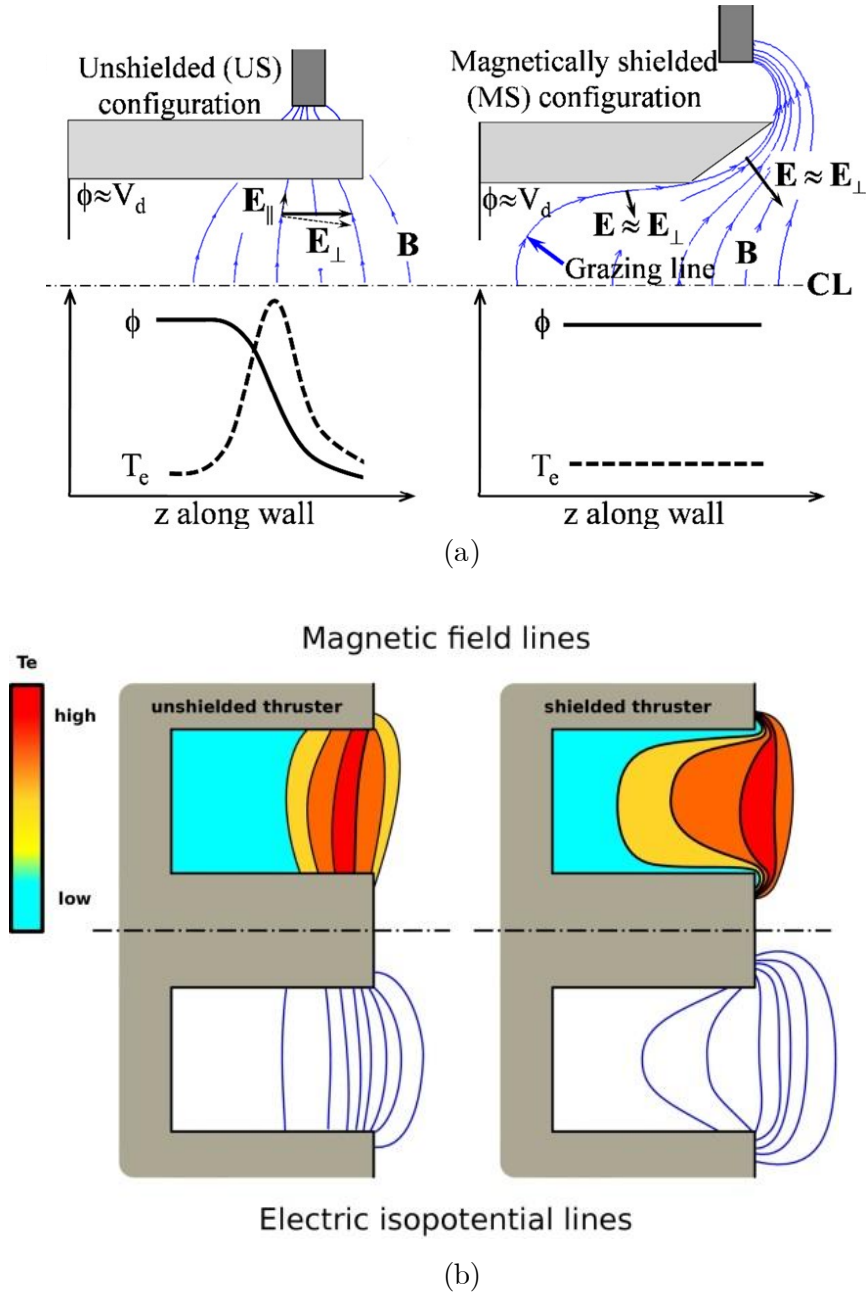 Unshielded (US)
configuration
ϕ≈V_d
E_∥
E_⊥
B
Magnetically shielded
(MS) configuration
ϕ≈V_d
E ≈ E_⊥
E ≈ E_⊥
B
Grazing line
CL
ϕ
T_e
z along wall
ϕ
T_e
z along wall
(a)
Magnetic field lines
Te
high
low
unshielded thruster
shielded thruster
Electric isopotential lines
(b)